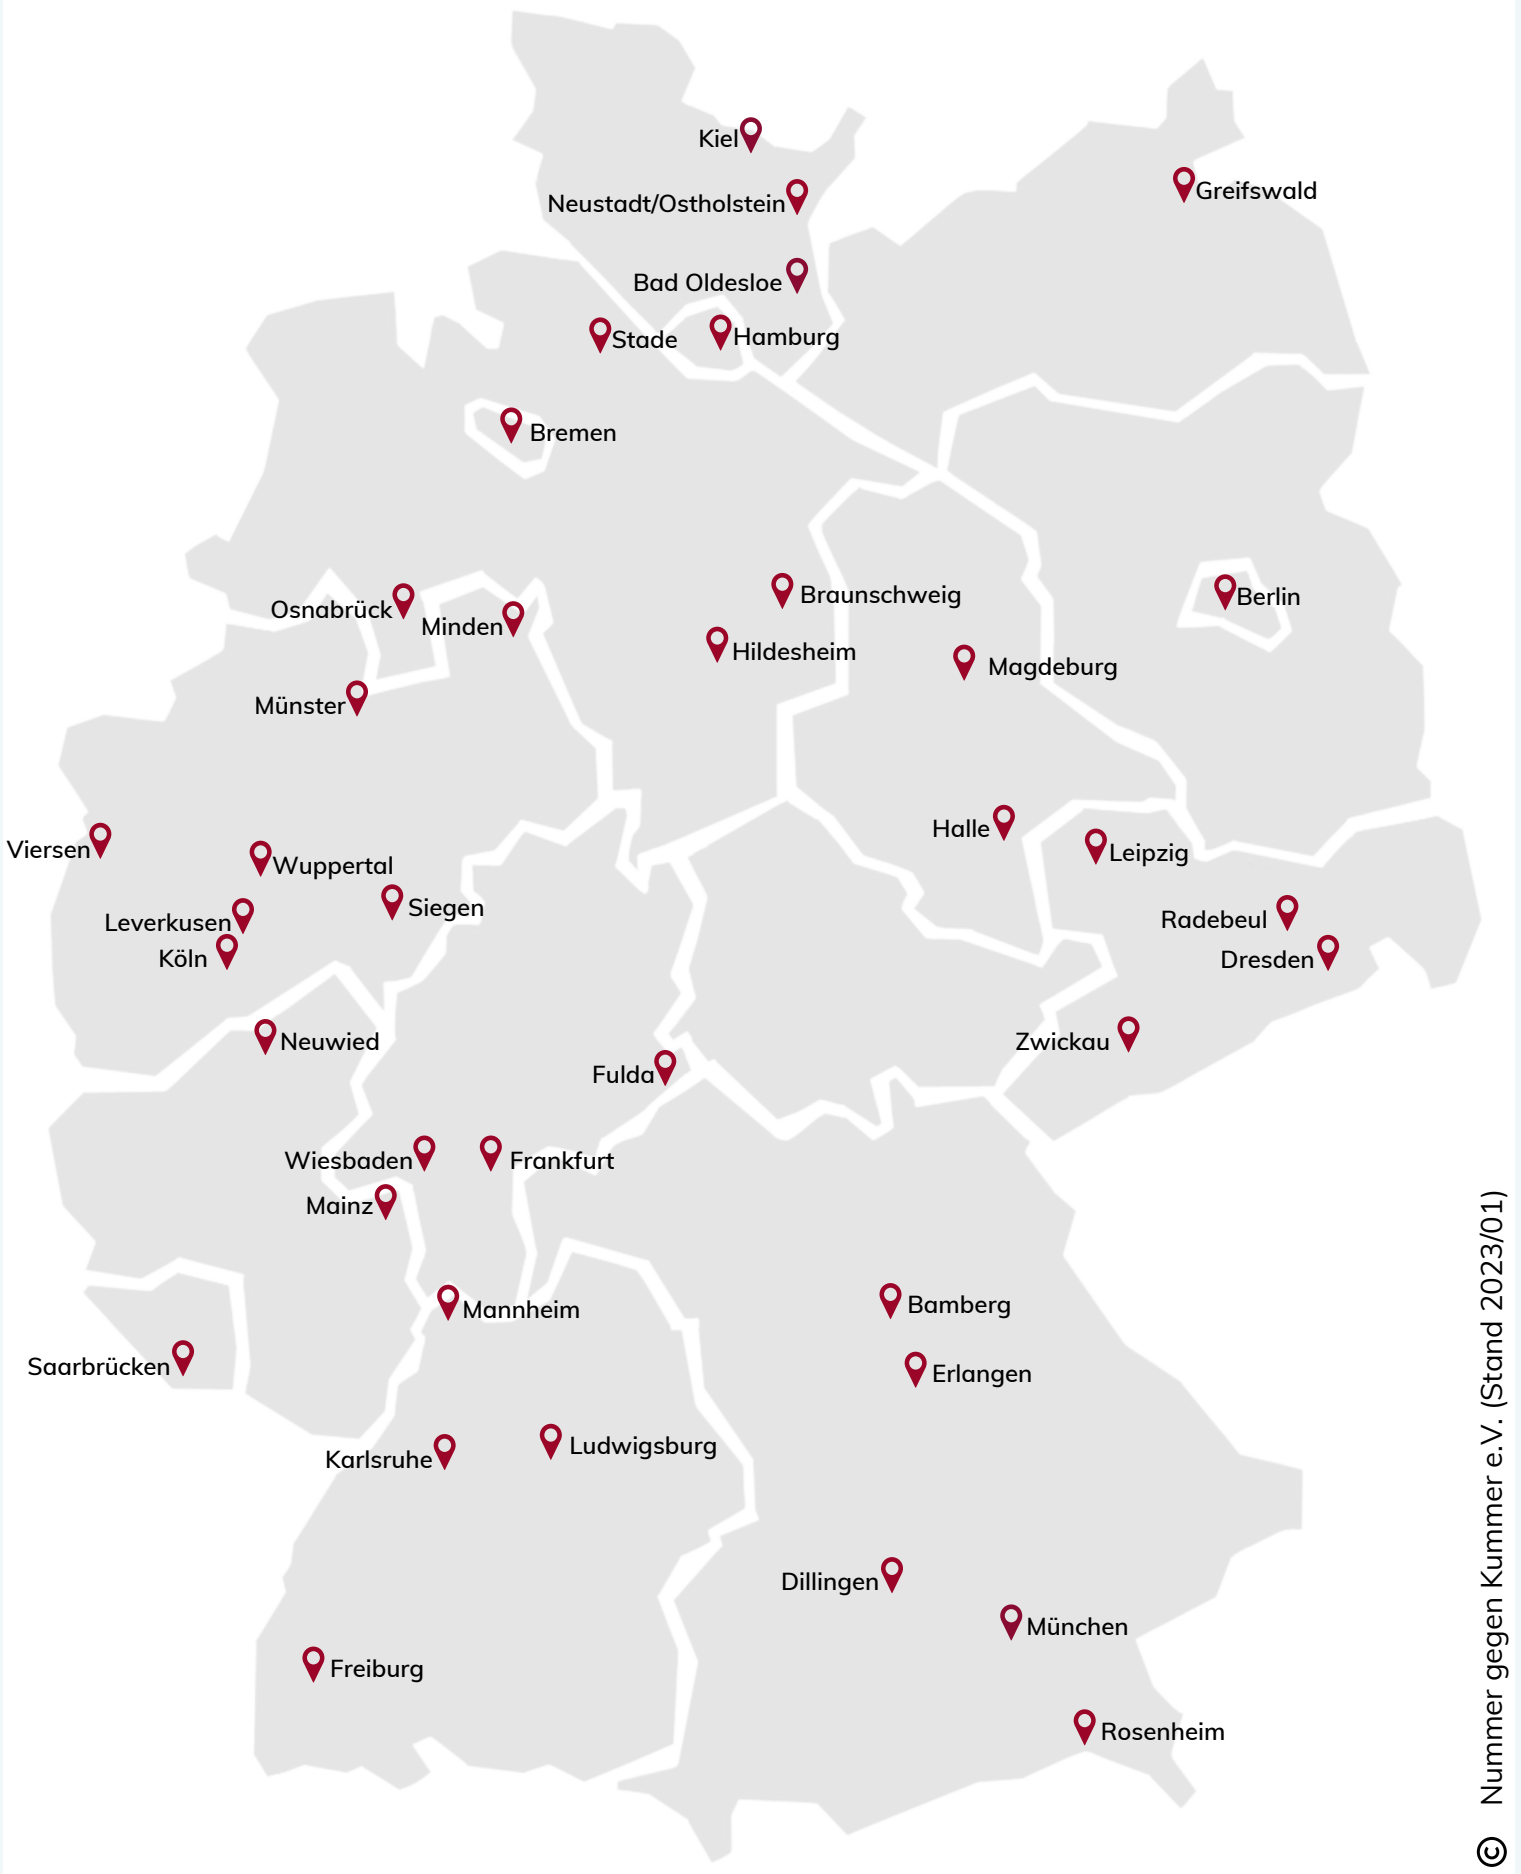 Kiel
Greifswald
Neustadt/Ostholstein
Bad Oldesloe
Stade
Hamburg
Bremen
Osnabrück
Minden
Braunschweig
Berlin
Hildesheim
Magdeburg
Münster
Halle
Leipzig
Viersen
Wuppertal
Siegen
Leverkusen
Radebeul
Köln
Dresden
Neuwied
Zwickau
Fulda
Wiesbaden
Frankfurt
Mainz
Mannheim
Bamberg
Saarbrücken
Erlangen
Karlsruhe
Ludwigsburg
Dillingen
München
Freiburg
Rosenheim
© Nummer gegen Kummer e.V. (Stand 2023/01)